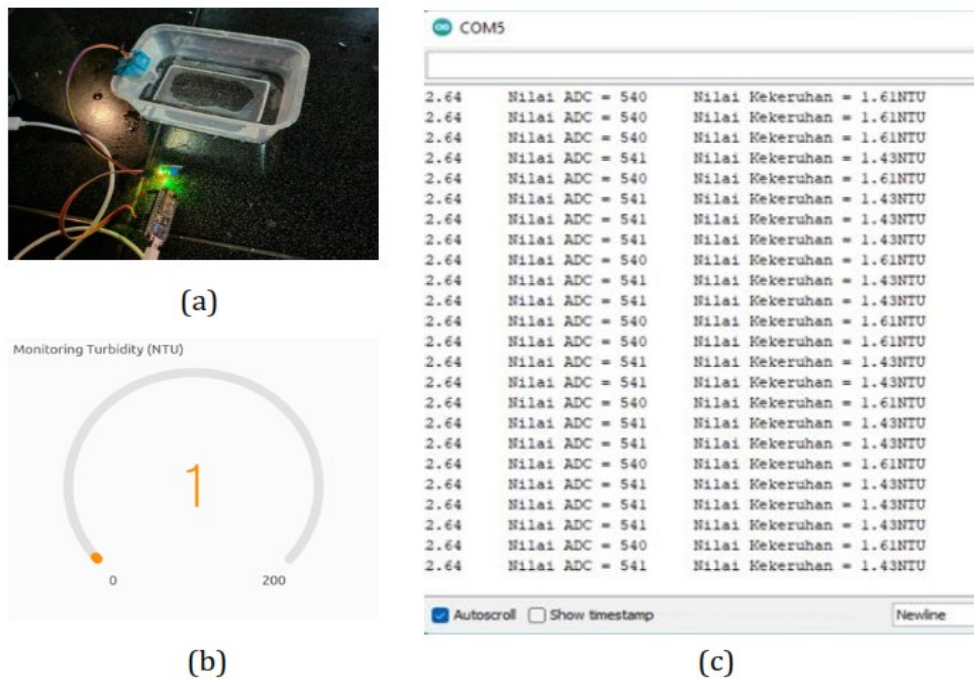 (a)
Monitoring Turbidity (NTU)
1
0 200
(b)
COM5
2.64 Nilai ADC = 540 Nilai Kekeruhan = 1.61NTU
2.64 Nilai ADC = 540 Nilai Kekeruhan = 1.61NTU
2.64 Nilai ADC = 540 Nilai Kekeruhan = 1.61NTU
2.64 Nilai ADC = 541 Nilai Kekeruhan = 1.43NTU
2.64 Nilai ADC = 540 Nilai Kekeruhan = 1.61NTU
2.64 Nilai ADC = 541 Nilai Kekeruhan = 1.43NTU
2.64 Nilai ADC = 541 Nilai Kekeruhan = 1.43NTU
2.64 Nilai ADC = 541 Nilai Kekeruhan = 1.43NTU
2.64 Nilai ADC = 540 Nilai Kekeruhan = 1.61NTU
2.64 Nilai ADC = 541 Nilai Kekeruhan = 1.43NTU
2.64 Nilai ADC = 541 Nilai Kekeruhan = 1.43NTU
2.64 Nilai ADC = 540 Nilai Kekeruhan = 1.61NTU
2.64 Nilai ADC = 540 Nilai Kekeruhan = 1.61NTU
2.64 Nilai ADC = 541 Nilai Kekeruhan = 1.43NTU
2.64 Nilai ADC = 541 Nilai Kekeruhan = 1.43NTU
2.64 Nilai ADC = 540 Nilai Kekeruhan = 1.61NTU
2.64 Nilai ADC = 541 Nilai Kekeruhan = 1.43NTU
2.64 Nilai ADC = 541 Nilai Kekeruhan = 1.43NTU
2.64 Nilai ADC = 540 Nilai Kekeruhan = 1.61NTU
2.64 Nilai ADC = 541 Nilai Kekeruhan = 1.43NTU
2.64 Nilai ADC = 541 Nilai Kekeruhan = 1.43NTU
2.64 Nilai ADC = 541 Nilai Kekeruhan = 1.43NTU
2.64 Nilai ADC = 540 Nilai Kekeruhan = 1.61NTU
2.64 Nilai ADC = 541 Nilai Kekeruhan = 1.43NTU
Autoscroll Show timestamp Newline
(c)